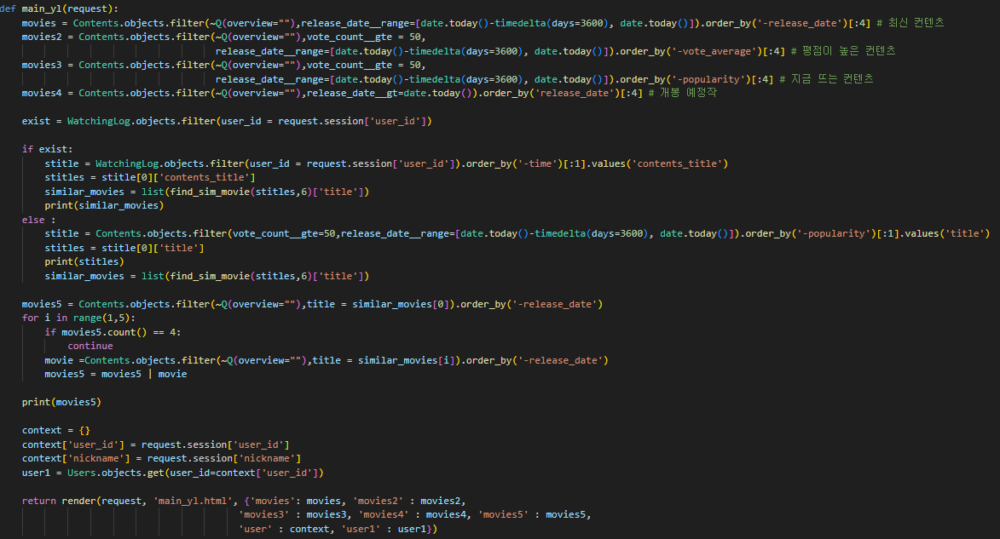 def main_yl(request):
    movies = Contents.objects.filter(~Q(overview=""),release_date__range=[date.today()-timedelta(days=3600), date.today()]).order_by('-release_date')[:4] # 최신 컨텐츠
    movies2 = Contents.objects.filter(~Q(overview=""),vote_count__gte = 50,
                                      release_date__range=[date.today()-timedelta(days=3600), date.today()]).order_by('-vote_average')[:4] # 평점이 높은 컨텐츠
    movies3 = Contents.objects.filter(~Q(overview=""),vote_count__gte = 50,
                                      release_date__range=[date.today()-timedelta(days=3600), date.today()]).order_by('-popularity')[:4] # 지금 뜨는 컨텐츠
    movies4 = Contents.objects.filter(~Q(overview=""),release_date__gt=date.today()).order_by('release_date')[:4] # 개봉 예정작

    exist = WatchingLog.objects.filter(user_id = request.session['user_id'])

    if exist:
        stitle = WatchingLog.objects.filter(user_id = request.session['user_id']).order_by('-time')[:1].values('contents_title')
        stitles = stitle[0]['contents_title']
        similar_movies = list(find_sim_movie(stitles,6)['title'])
        print(similar_movies)
    else :
        stitle = Contents.objects.filter(vote_count__gte=50,release_date__range=[date.today()-timedelta(days=3600), date.today()]).order_by('-popularity')[:1].values('title')
        stitles = stitle[0]['title']
        print(stitles)
        similar_movies = list(find_sim_movie(stitles,6)['title'])

    movies5 = Contents.objects.filter(~Q(overview=""),title = similar_movies[0]).order_by('-release_date')
    for i in range(1,5):
        if movies5.count() == 4:
            continue
        movie =Contents.objects.filter(~Q(overview=""),title = similar_movies[i]).order_by('-release_date')
        movies5 = movies5 | movie

    print(movies5)

    context = {}
    context['user_id'] = request.session['user_id']
    context['nickname'] = request.session['nickname']
    user1 = Users.objects.get(user_id=context['user_id'])

    return render(request, 'main_yl.html', {'movies': movies, 'movies2' : movies2,
                                          'movies3' : movies3, 'movies4' : movies4, 'movies5' : movies5,
                                          'user' : context, 'user1' : user1})